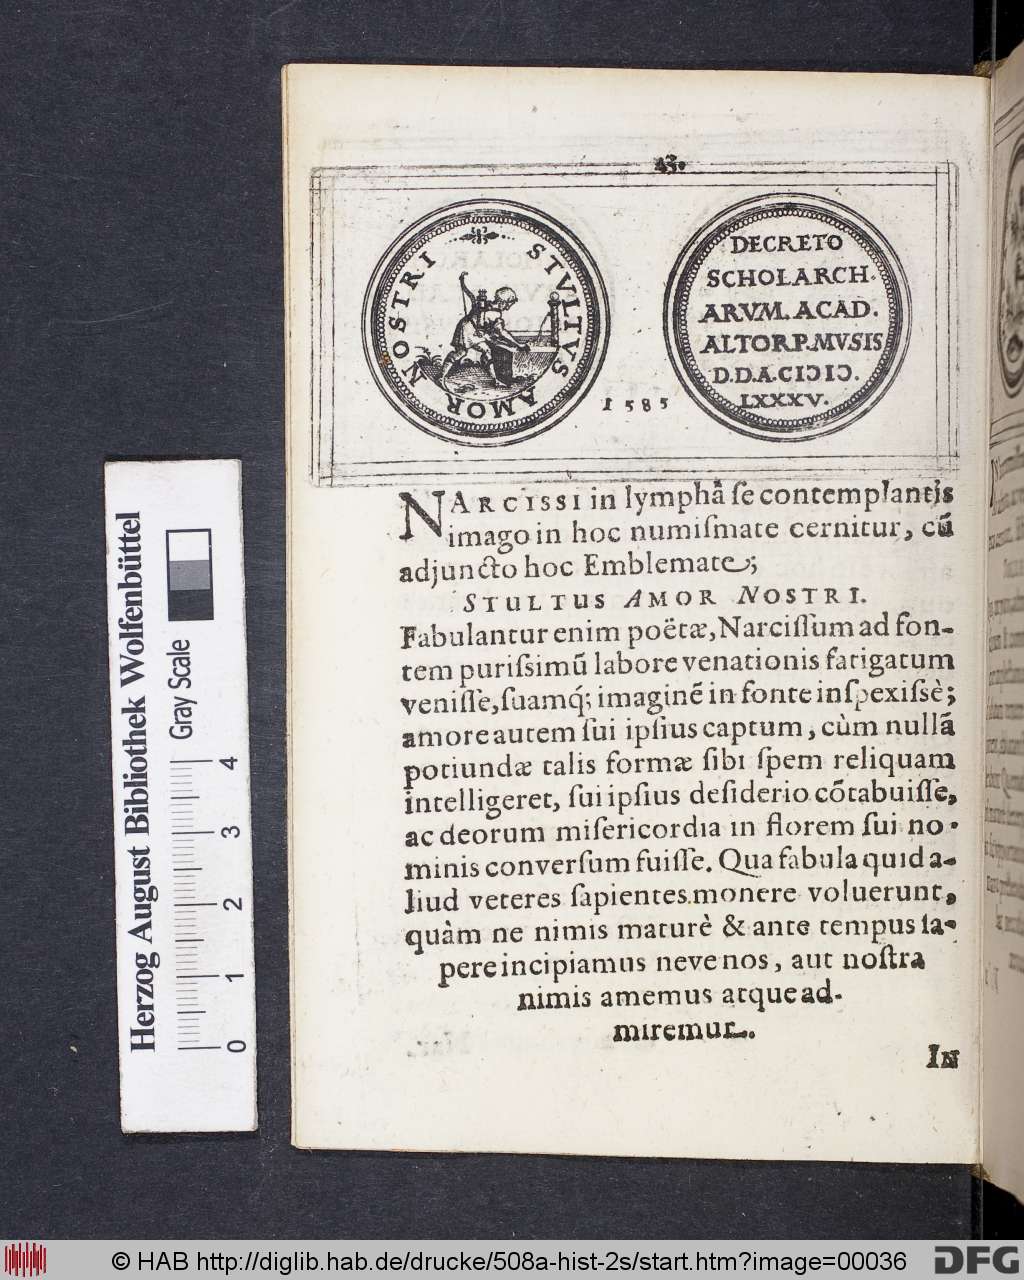 43.
STVLTVS AMOR NOSTRI
DECRETO
SCHOLARCH·
ARVM. ACAD.
ALTORP. MVSIS
D. D. A. CIↃIↃ.
LXXXV.
1585
NARCISSI in lymphâ ſe contemplantis
imago in hoc numiſmate cernitur, cũ
adjuncto hoc Emblemate;
STULTUS AMOR NOSTRI.
Fabulantur enim poëtæ, Narciſſum ad fon-
tem puriſsimũ labore venationis fatigatum
veniſſe, ſuamq́; imaginẽ in fonte inſpexiſsè;
amore autem ſui ipſius captum, cùm nullã
potiundæ talis formæ ſibi ſpem reliquam
intelligeret, ſui ipſius deſiderio cõtabuiſſe,
ac deorum miſericordia in florem ſui no-
minis converſum fuiſſe. Qua fabula quid a-
liud veteres ſapientes monere voluerunt,
quàm ne nimis maturè & ante tempus ſa-
pere incipiamus neve nos, aut noſtra
nimis amemus atque ad-
miremur.
IN
Herzog August Bibliothek Wolfenbüttel
Gray Scale
0 1 2 3 4
© HAB http://diglib.hab.de/drucke/508a-hist-2s/start.htm?image=00036
DFG